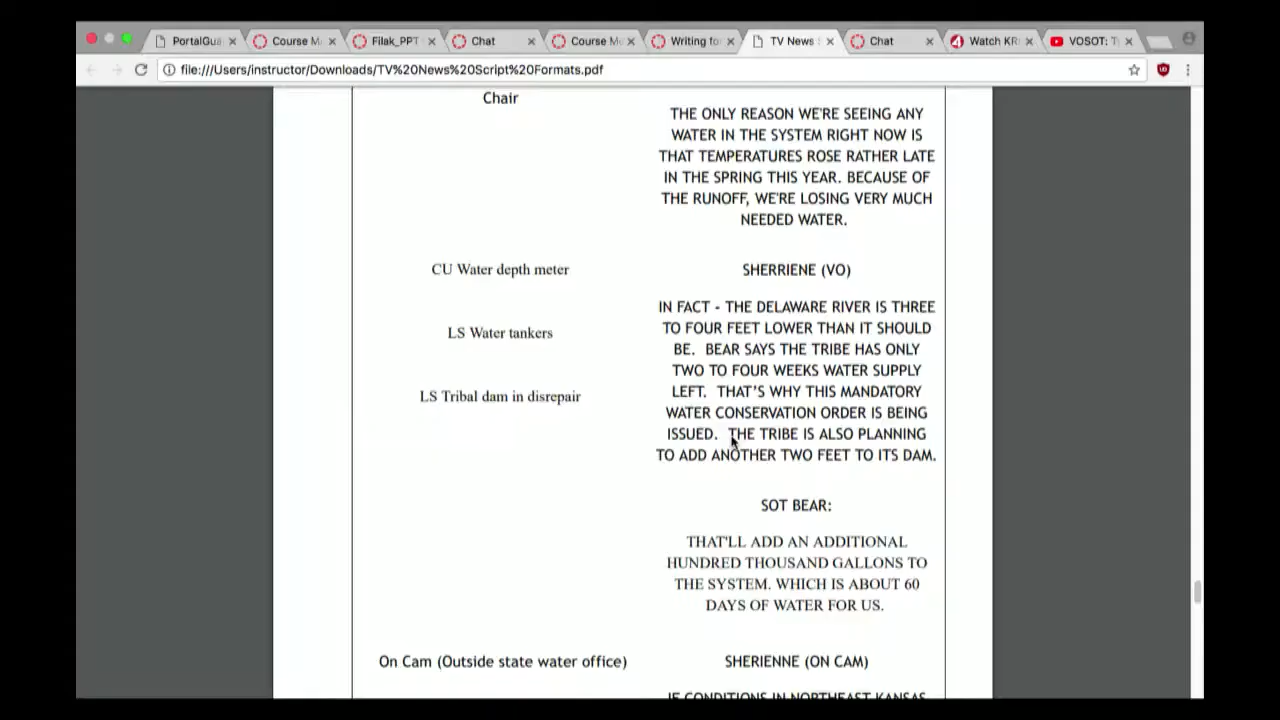 PortalGua
Course M
Filak_PPT
Chat
Course M
Writing fo
TV News
Chat
Watch KR
VOSOT: T
file:///Users/instructor/Downloads/TV%20News%20Script%20Formats.pdf
Chair
THE ONLY REASON WE'RE SEEING ANY
WATER IN THE SYSTEM RIGHT NOW IS
THAT TEMPERATURES ROSE RATHER LATE
IN THE SPRING THIS YEAR. BECAUSE OF
THE RUNOFF, WE'RE LOSING VERY MUCH
NEEDED WATER.
CU Water depth meter
SHERRIENE (VO)
IN FACT - THE DELAWARE RIVER IS THREE
TO FOUR FEET LOWER THAN IT SHOULD
LS Water tankers
BE. BEAR SAYS THE TRIBE HAS ONLY
TWO TO FOUR WEEKS WATER SUPPLY
LS Tribal dam in disrepair
LEFT. THAT'S WHY THIS MANDATORY
WATER CONSERVATION ORDER IS BEING
ISSUED. THE TRIBE IS ALSO PLANNING
TO ADD ANOTHER TWO FEET TO ITS DAM.
SOT BEAR:
THAT'LL ADD AN ADDITIONAL
HUNDRED THOUSAND GALLONS TO
THE SYSTEM. WHICH IS ABOUT 60
DAYS OF WATER FOR US.
On Cam (Outside state water office)
SHERIENNE (ON CAM)
IF CONDITIONS IN NORTHEAST KANSAS